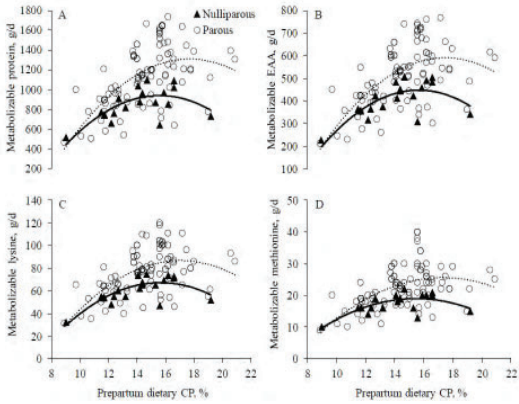 A
▲ Nulliparous
○ Parous
Metabolizable protein, g/d
1800
1600
1400
1200
1000
800
600
400
200
B
Metabolizable EAA, g/d
800
700
600
500
400
300
200
100
C
Metabolizable lysine, g/d
140
120
100
80
60
40
20
0
8 10 12 14 16 18 20 22
Prepartum dietary CP, %
D
Metabolizable methionine, g/d
50
40
30
20
10
0
8 10 12 14 16 18 20 22
Prepartum dietary CP, %